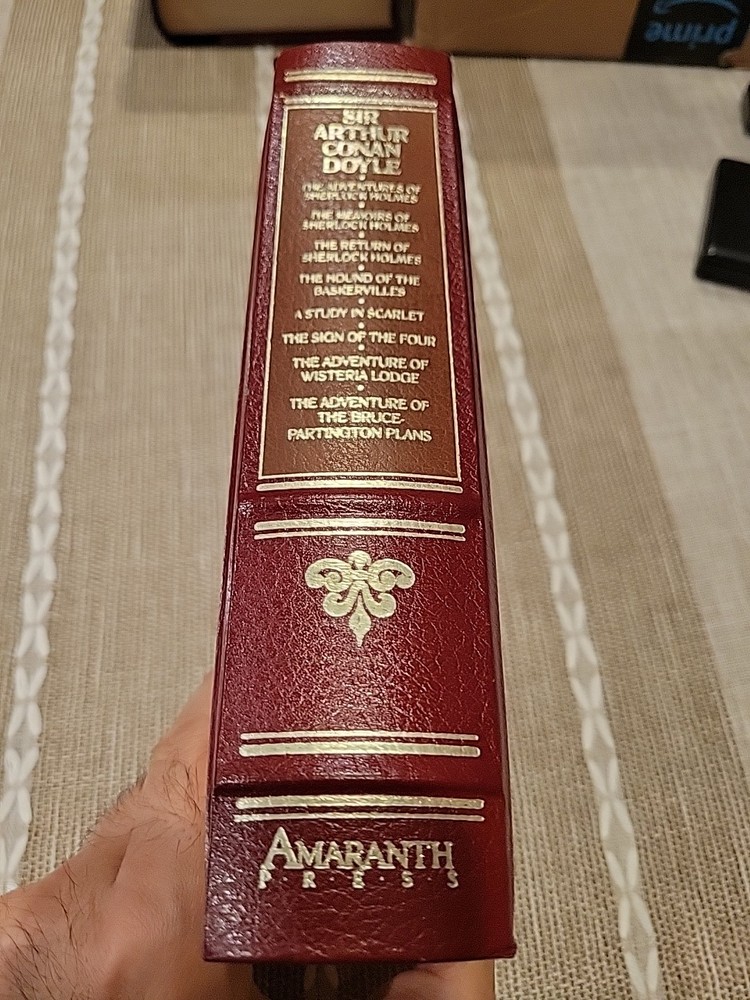 prime
SIR
ARTHUR
CONAN
DOYLE
THE ADVENTURES OF
SHERLOCK HOLMES
THE MEMOIRS OF
SHERLOCK HOLMES
THE RETURN OF
SHERLOCK HOLMES
THE HOUND OF THE
BASKERVILLES
A STUDY IN SCARLET
THE SIGN OF THE FOUR
THE ADVENTURE OF
WISTERIA LODGE
THE ADVENTURE OF
THE BRUCE-
PARTINGTON PLANS
AMARANTH
P·R·E·S·S